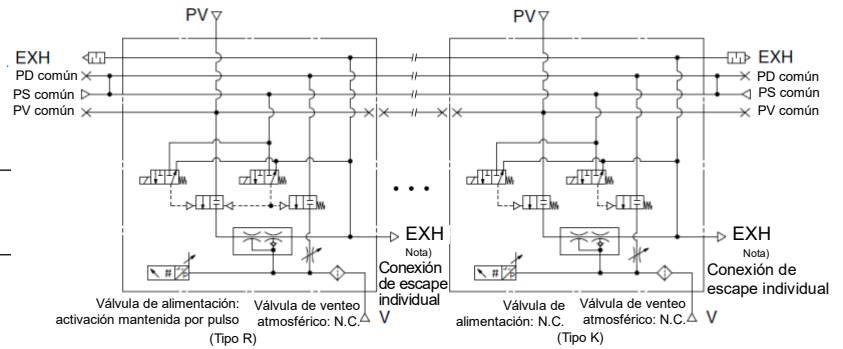 PV
PV
EXH
PD común
PS común
PV común
EXH
PD común
PS común
PV común
EXH
Nota)
Conexión
de escape
individual
Válvula de alimentación:
activación mantenida por pulso
Válvula de venteo
atmosférico: N.C.
V
(Tipo R)
EXH
Nota)
Conexión de
escape individual
Válvula de
alimentación: N.C.
Válvula de venteo
atmosférico: N.C.
V
(Tipo K)